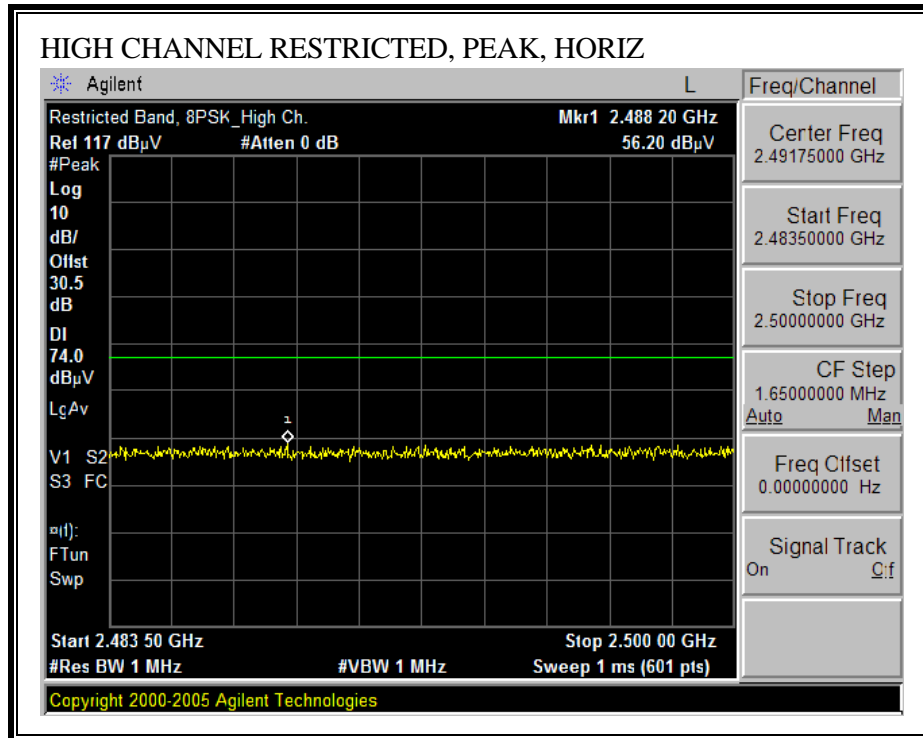 HIGH CHANNEL RESTRICTED, PEAK, HORIZ
Agilent L
Restricted Band, 8PSK_High Ch. Mkr1 2.488 20 GHz
Ref 117 dBµV #Atten 0 dB 56.20 dBµV
#Peak
Log
10
dB/
Offst
30.5
dB
DI
74.0
dBµV
LgAv
1
V1 S2
S3 FC
¤(f):
FTun
Swp
Start 2.483 50 GHz Stop 2.500 00 GHz
#Res BW 1 MHz #VBW 1 MHz Sweep 1 ms (601 pts)
Copyright 2000-2005 Agilent Technologies
Freq/Channel
Center Freq
2.49175000 GHz
Start Freq
2.48350000 GHz
Stop Freq
2.50000000 GHz
CF Step
1.65000000 MHz
Auto Man
Freq Offset
0.00000000 Hz
Signal Track
On Off